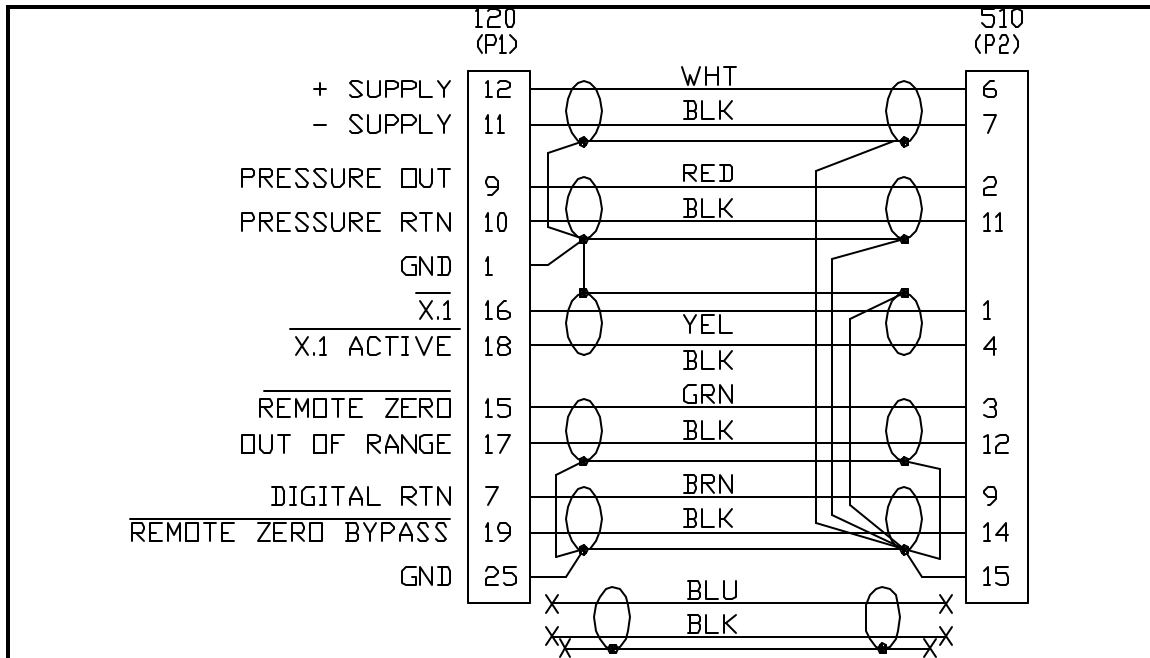 120 510
(P1) (P2)
WHT
+ SUPPLY 12 6
BLK
- SUPPLY 11 7
RED
PRESSURE OUT 9 2
BLK
PRESSURE RTN 10 11
GND 1
X.1 16 1
YEL
X.1 ACTIVE 18 4
BLK
GRN
REMOTE ZERO 15 3
BLK
OUT OF RANGE 17 12
BRN
DIGITAL RTN 7 9
BLK
REMOTE ZERO BYPASS 19 14
GND 25 15
BLU
BLK